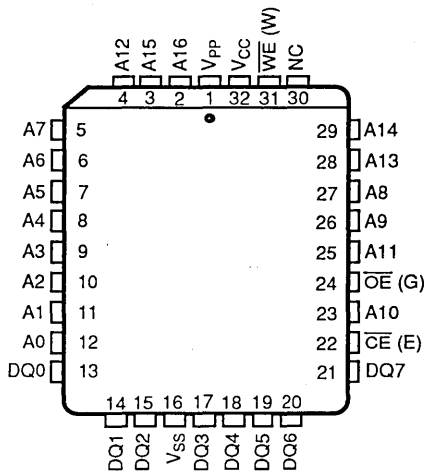 A12 A15 A16 VPP VCC WE (W) NC
4 3 2 1 32 31 30
A7 5 29 A14
A6 6 28 A13
A5 7 27 A8
A4 8 26 A9
A3 9 25 A11
A2 10 24 OE (G)
A1 11 23 A10
A0 12 22 CE (E)
DQ0 13 21 DQ7
14 15 16 17 18 19 20
DQ1 DQ2 VSS DQ3 DQ4 DQ5 DQ6